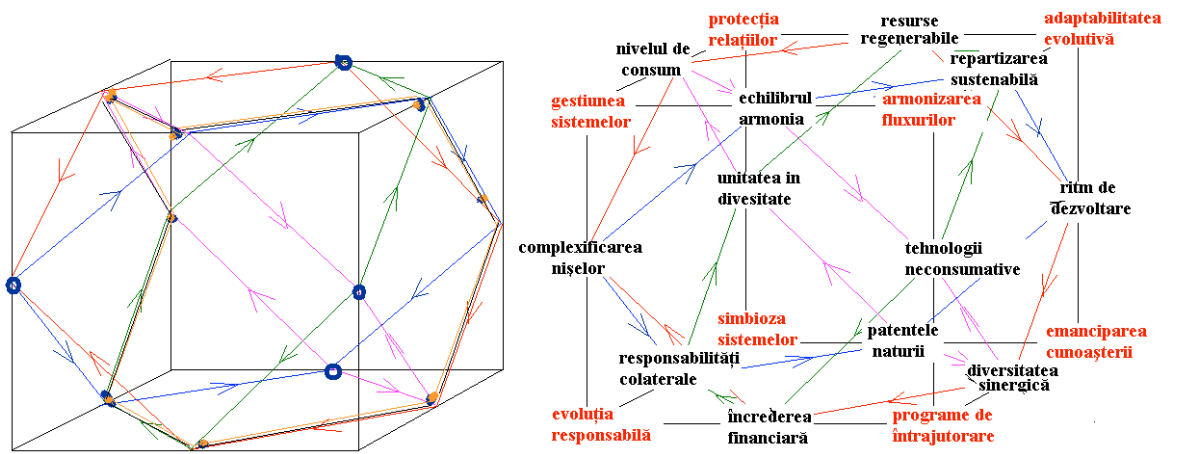 protecția
relațiilor
resurse
regenerabile
adaptabilitatea
evolutivă
nivelul de
consum
repartizarea
sustenabilă
gestiunea
sistemelor
echilibrul
armonia
armonizarea
fluxurilor
unitatea in
divesitate
ritm de
dezvoltare
complexificarea
nișelor
tehnologii
neconsumative
simbioza
sistemelor
patentele
naturii
emanciparea
cunoașterii
responsabilități
colaterale
diversitatea
sinergică
evoluția
responsabilă
încrederea
financiară
programe de
întrajutorare